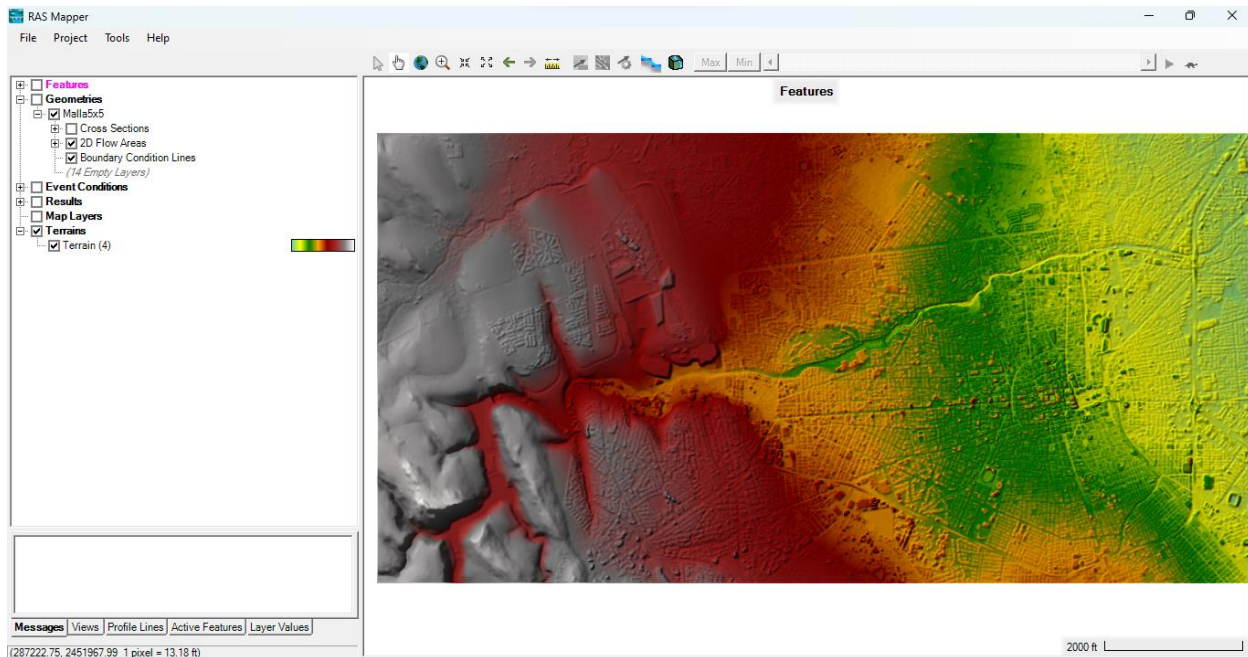 RAS Mapper
File Project Tools Help
Max Min
Features
Geometries
Malla5x5
Cross Sections
2D Flow Areas
Boundary Condition Lines
(14 Empty Layers)
Event Conditions
Results
Map Layers
Terrains
Terrain (4)
Features
2000 ft
Messages Views Profile Lines Active Features Layer Values
(287222.75, 2451967.99 1 pixel = 13.18 ft)